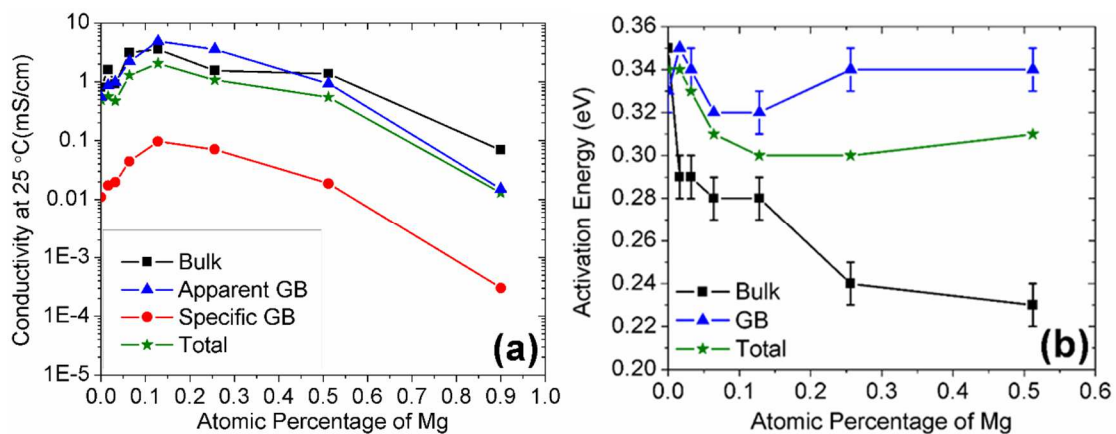 Conductivity at 25 °C(mS/cm)
10
1
0.1
0.01
1E-3
1E-4
1E-5
Bulk
Apparent GB
Specific GB
Total
(a)
0.0 0.1 0.2 0.3 0.4 0.5 0.6 0.7 0.8 0.9 1.0
Atomic Percentage of Mg
Activation Energy (eV)
0.36
0.34
0.32
0.30
0.28
0.26
0.24
0.22
0.20
Bulk
GB
Total
(b)
0.0 0.1 0.2 0.3 0.4 0.5 0.6
Atomic Percentage of Mg